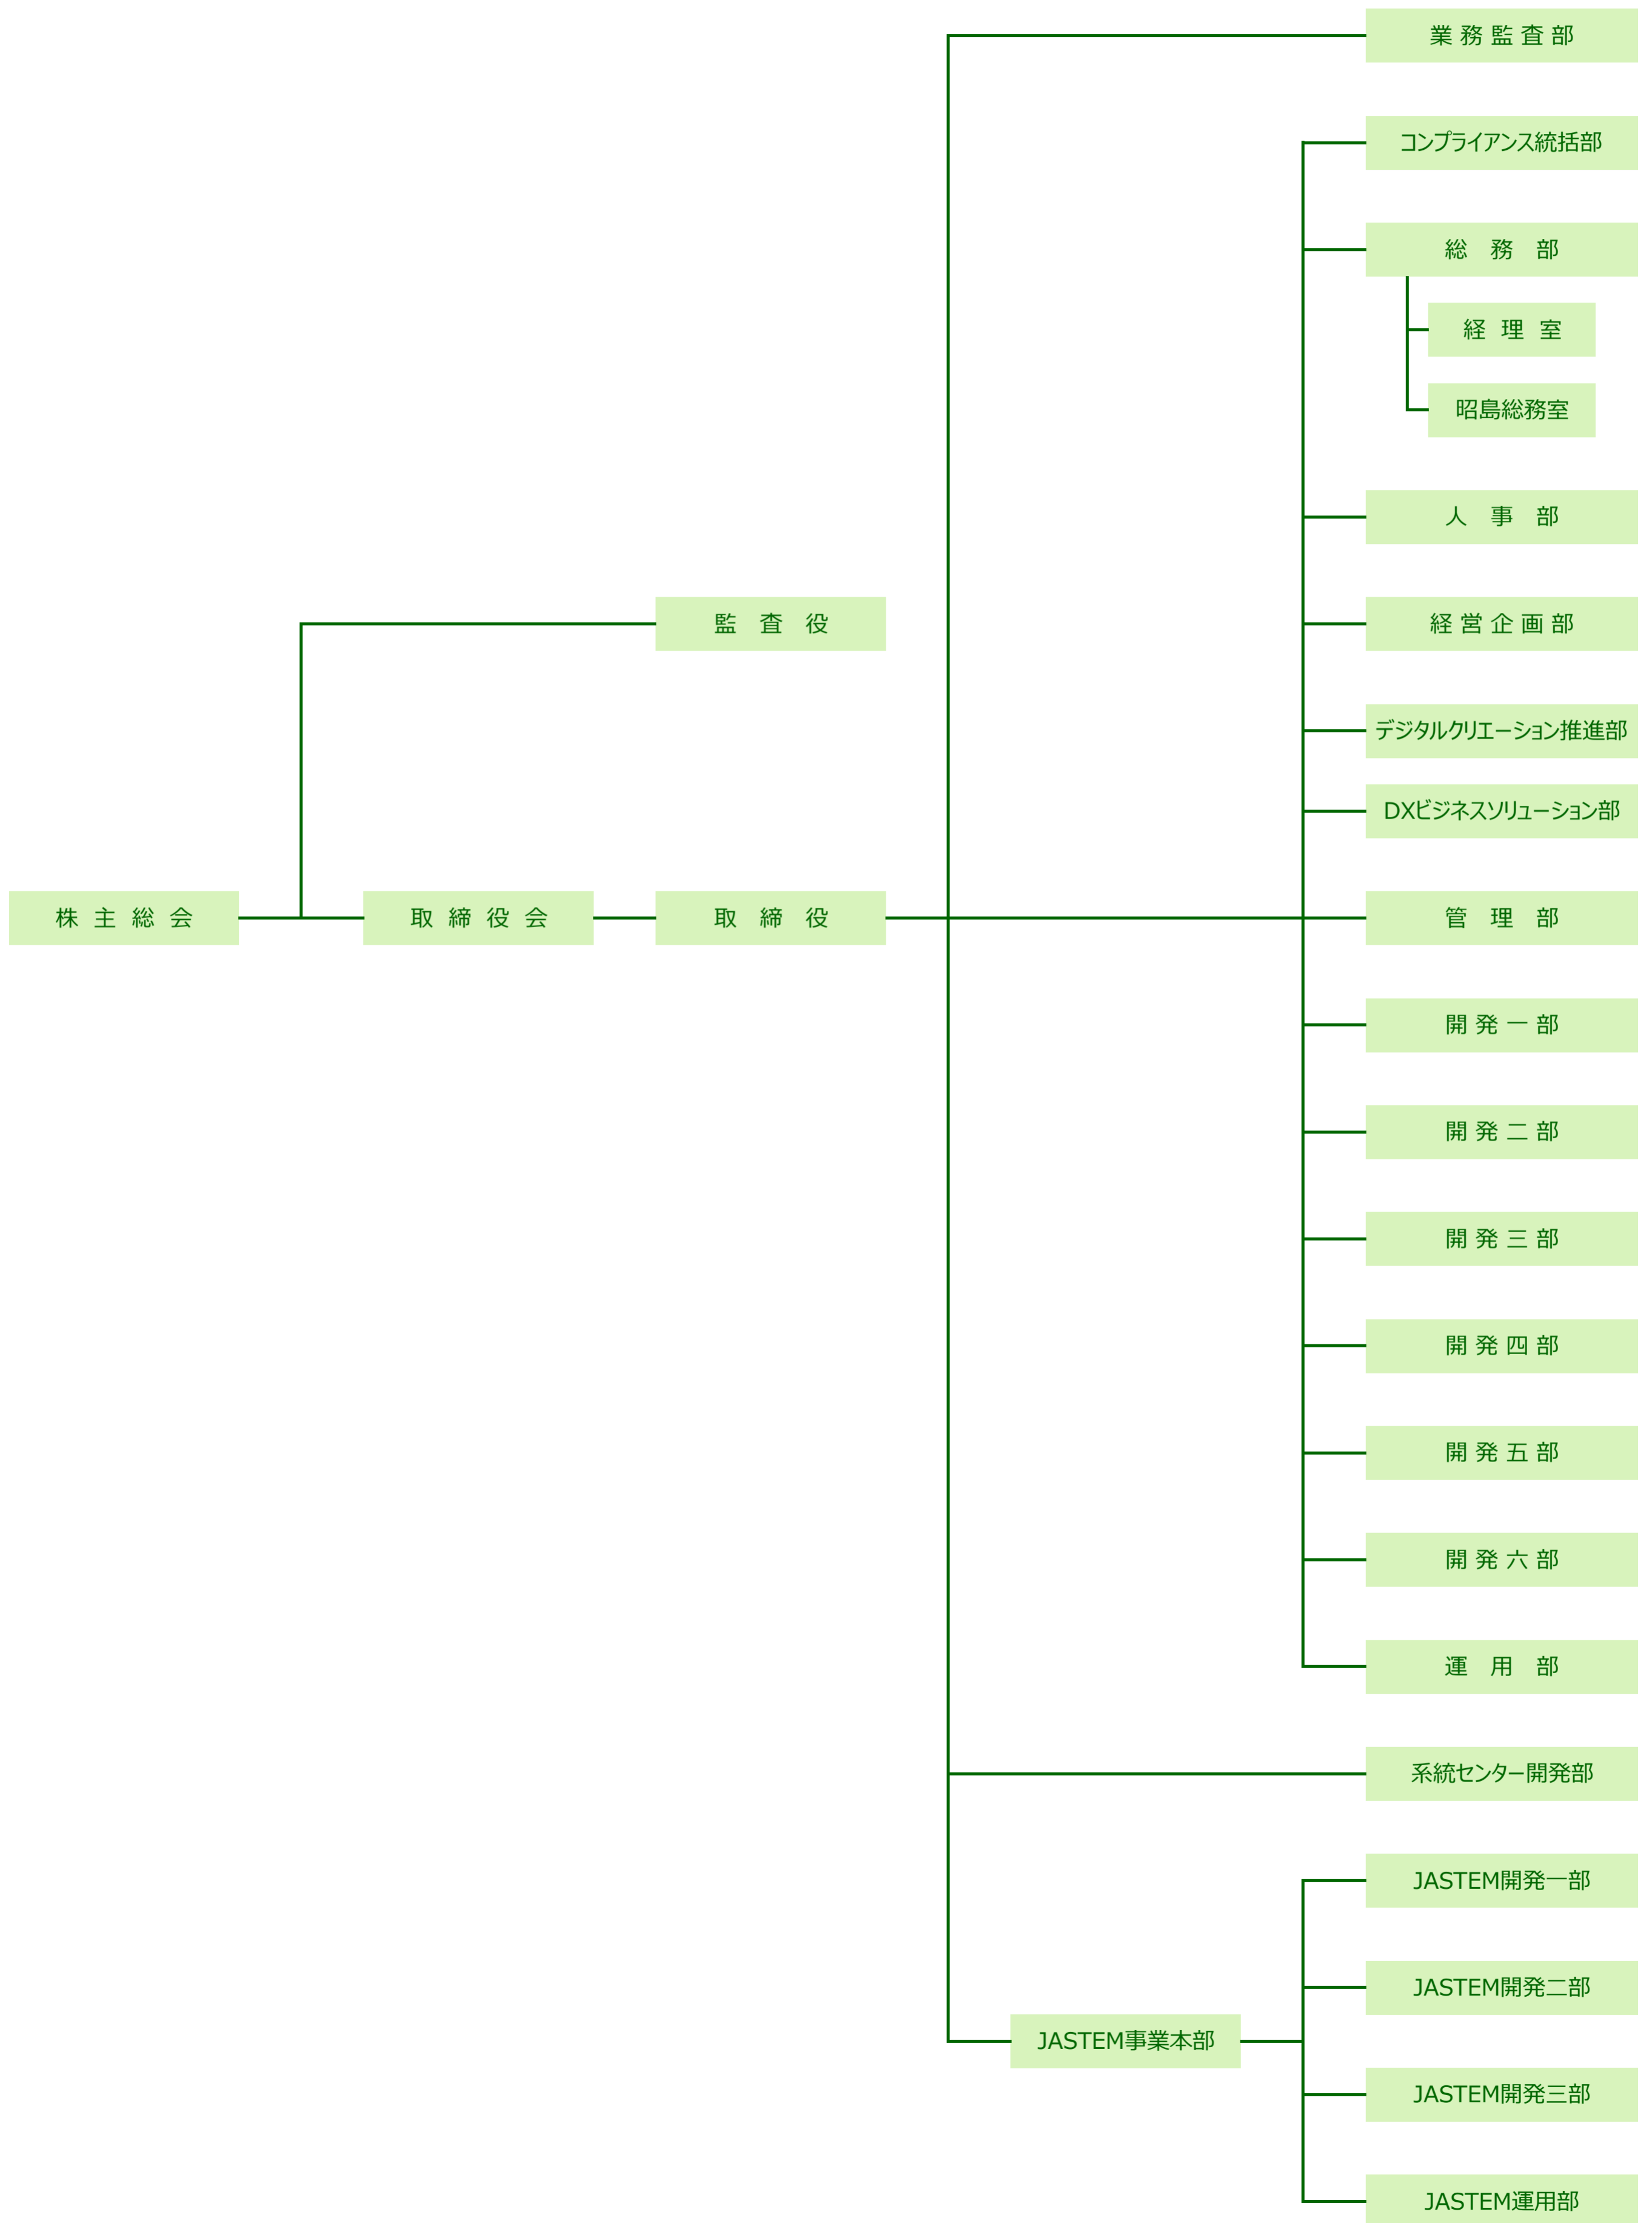 業務監査部
コンプライアンス統括部
総　務　部
経 理 室
昭島総務室
人　事　部
監　査　役
経営企画部
デジタルクリエーション推進部
DXビジネスソリューション部
株 主 総 会
取 締 役 会
取　締　役
管　理　部
開発一部
開発二部
開発三部
開発四部
開発五部
開発六部
運　用　部
系統センター開発部
JASTEM開発一部
JASTEM開発二部
JASTEM事業本部
JASTEM開発三部
JASTEM運用部